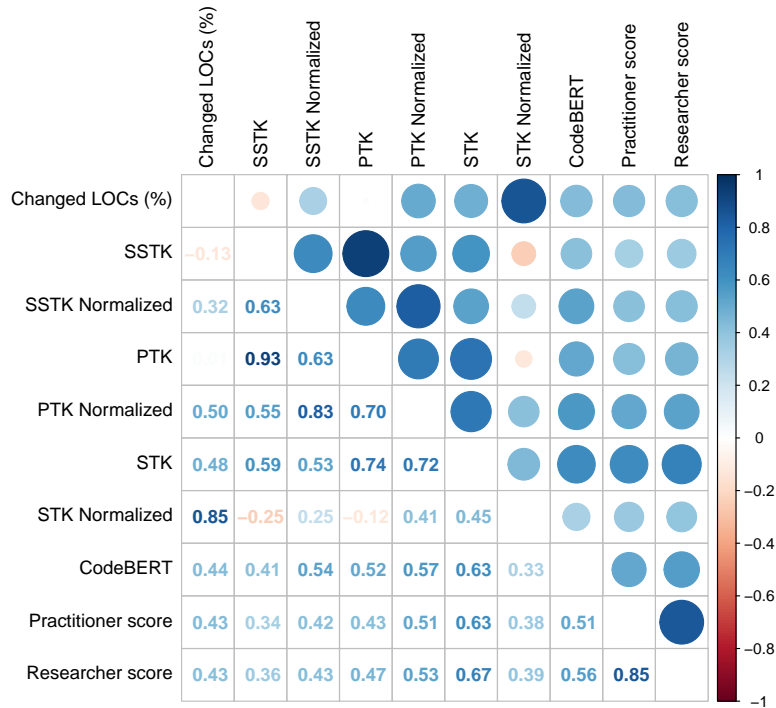 Changed LOCs (%)
SSTK
SSTK Normalized
PTK
PTK Normalized
STK
STK Normalized
CodeBERT
Practitioner score
Researcher score
Changed LOCs (%)
SSTK −0.13
SSTK Normalized 0.32 0.63
PTK 0.93 0.63
PTK Normalized 0.50 0.55 0.83 0.70
STK 0.48 0.59 0.53 0.74 0.72
STK Normalized 0.85 −0.25 0.25 −0.12 0.41 0.45
CodeBERT 0.44 0.41 0.54 0.52 0.57 0.63 0.33
Practitioner score 0.43 0.34 0.42 0.43 0.51 0.63 0.38 0.51
Researcher score 0.43 0.36 0.43 0.47 0.53 0.67 0.39 0.56 0.85
1
0.8
0.6
0.4
0.2
0
−0.2
−0.4
−0.6
−0.8
−1